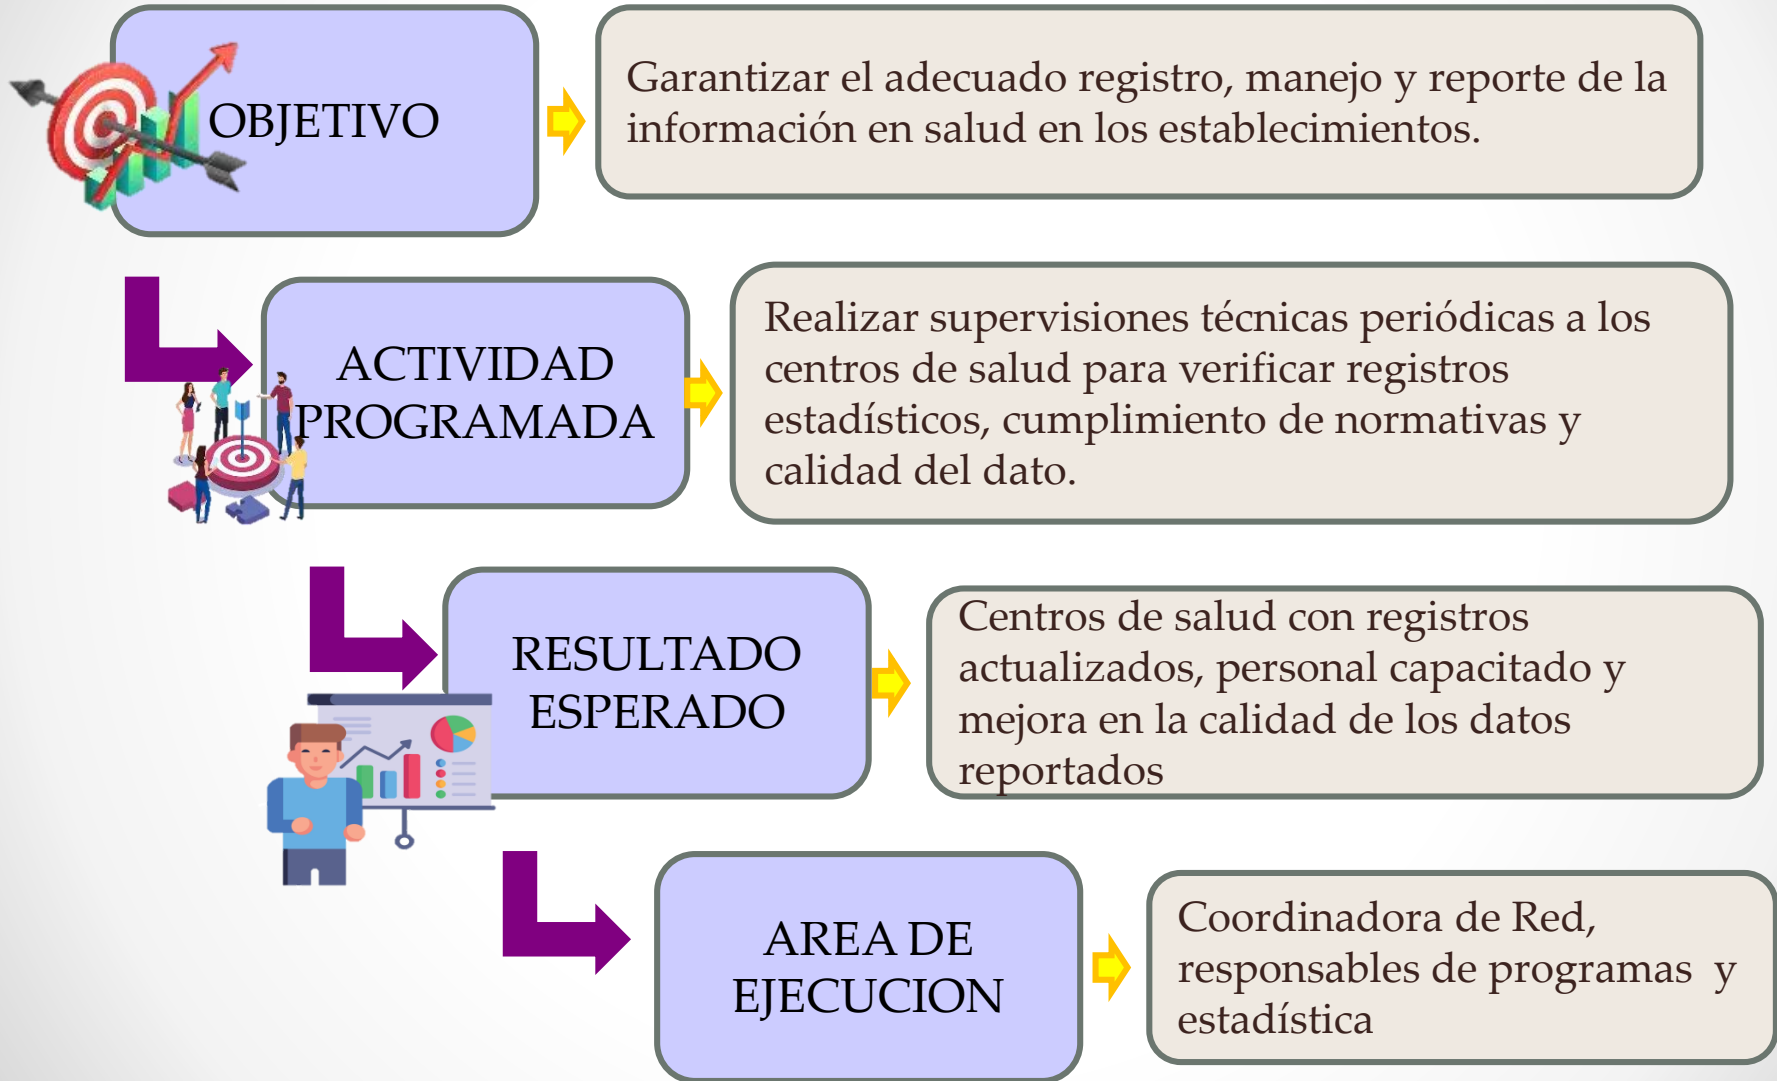 OBJETIVO
Garantizar el adecuado registro, manejo y reporte de la
información en salud en los establecimientos.
ACTIVIDAD
PROGRAMADA
Realizar supervisiones técnicas periódicas a los
centros de salud para verificar registros
estadísticos, cumplimiento de normativas y
calidad del dato.
RESULTADO
ESPERADO
Centros de salud con registros
actualizados, personal capacitado y
mejora en la calidad de los datos
reportados
AREA DE
EJECUCION
Coordinadora de Red,
responsables de programas y
estadística